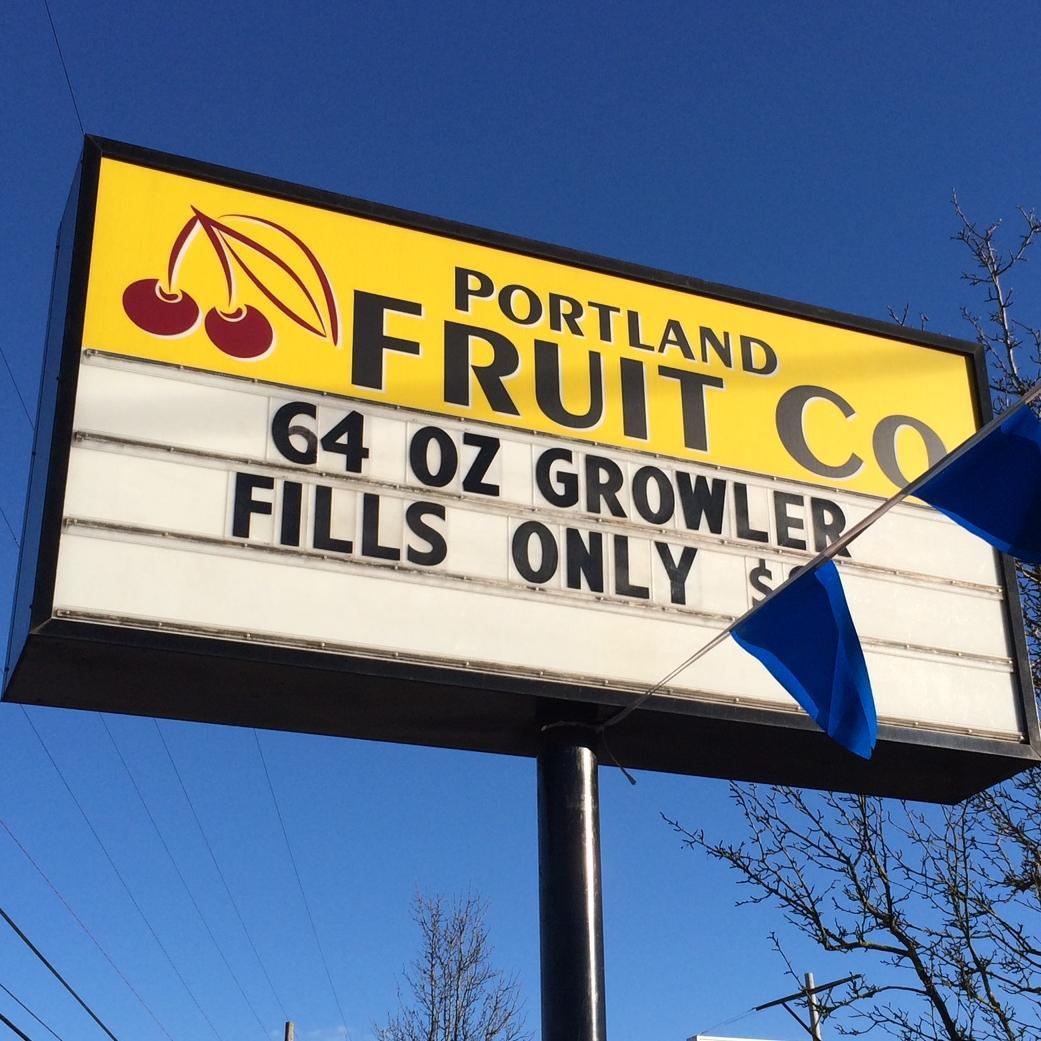 PORTLAND
FRUIT CO
64 OZ GROWLER
FILLS ONLY